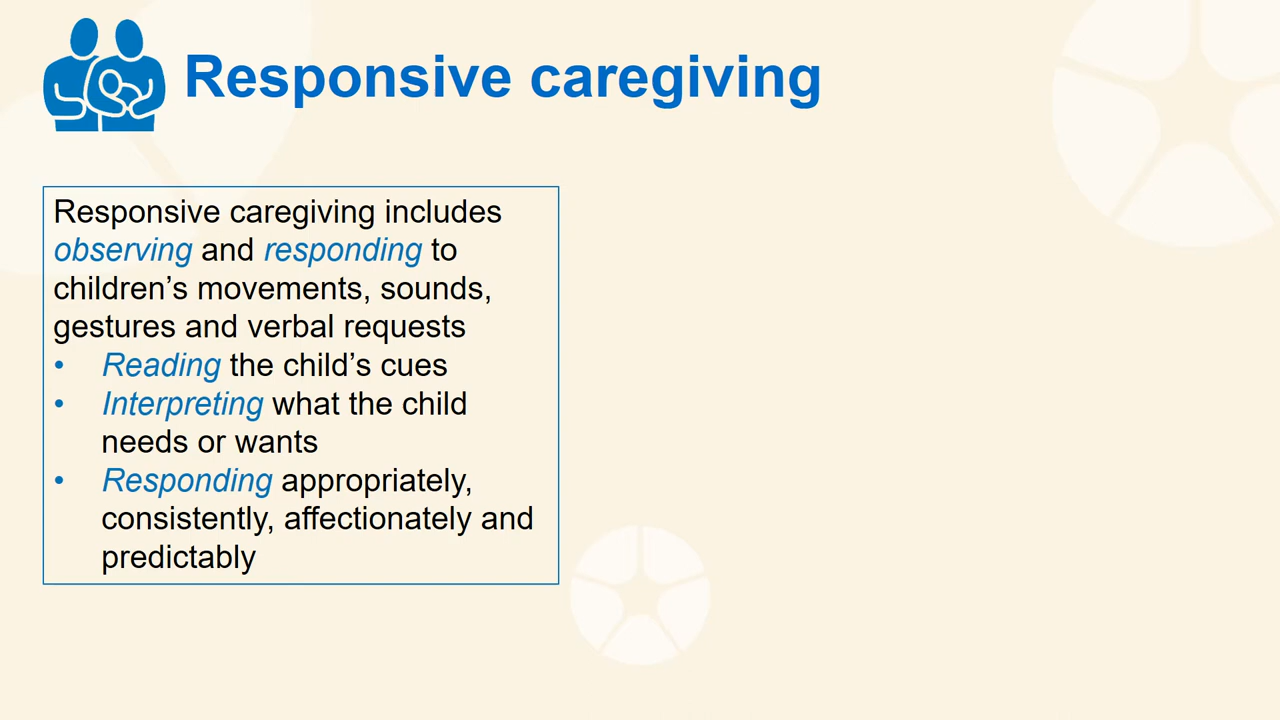 Responsive caregiving
Responsive caregiving includes
observing and responding to
children’s movements, sounds,
gestures and verbal requests
• Reading the child’s cues
• Interpreting what the child
needs or wants
• Responding appropriately,
consistently, affectionately and
predictably